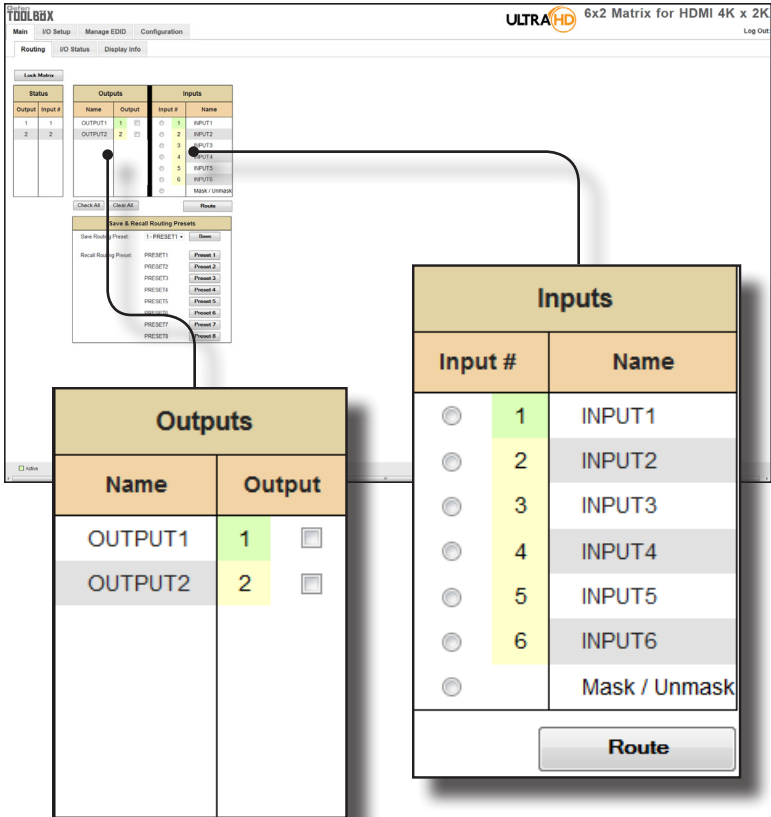 Gefen
TOOLBOX
ULTRA HD 6x2 Matrix for HDMI 4K x 2K
Log Out
Main I/O Setup Manage EDID Configuration
Routing I/O Status Display Info
Lock Matrix
Status
Output Input #
1 1
2 2
Outputs Inputs
Name Output Input # Name
OUTPUT1 1 1 INPUT1
OUTPUT2 2 2 INPUT2
3 INPUT3
4 INPUT4
5 INPUT5
6 INPUT6
Mask / Unmask
Check All Clear All Route
Save & Recall Routing Presets
Save Routing Preset: 1 - PRESET1 Save
Recall Routing Preset: PRESET1 Preset 1
PRESET2 Preset 2
PRESET3 Preset 3
PRESET4 Preset 4
PRESET5 Preset 5
PRESET6 Preset 6
PRESET7 Preset 7
PRESET8 Preset 8
Active
Outputs
Name Output
OUTPUT1 1
OUTPUT2 2
Inputs
Input # Name
1 INPUT1
2 INPUT2
3 INPUT3
4 INPUT4
5 INPUT5
6 INPUT6
Mask / Unmask
Route